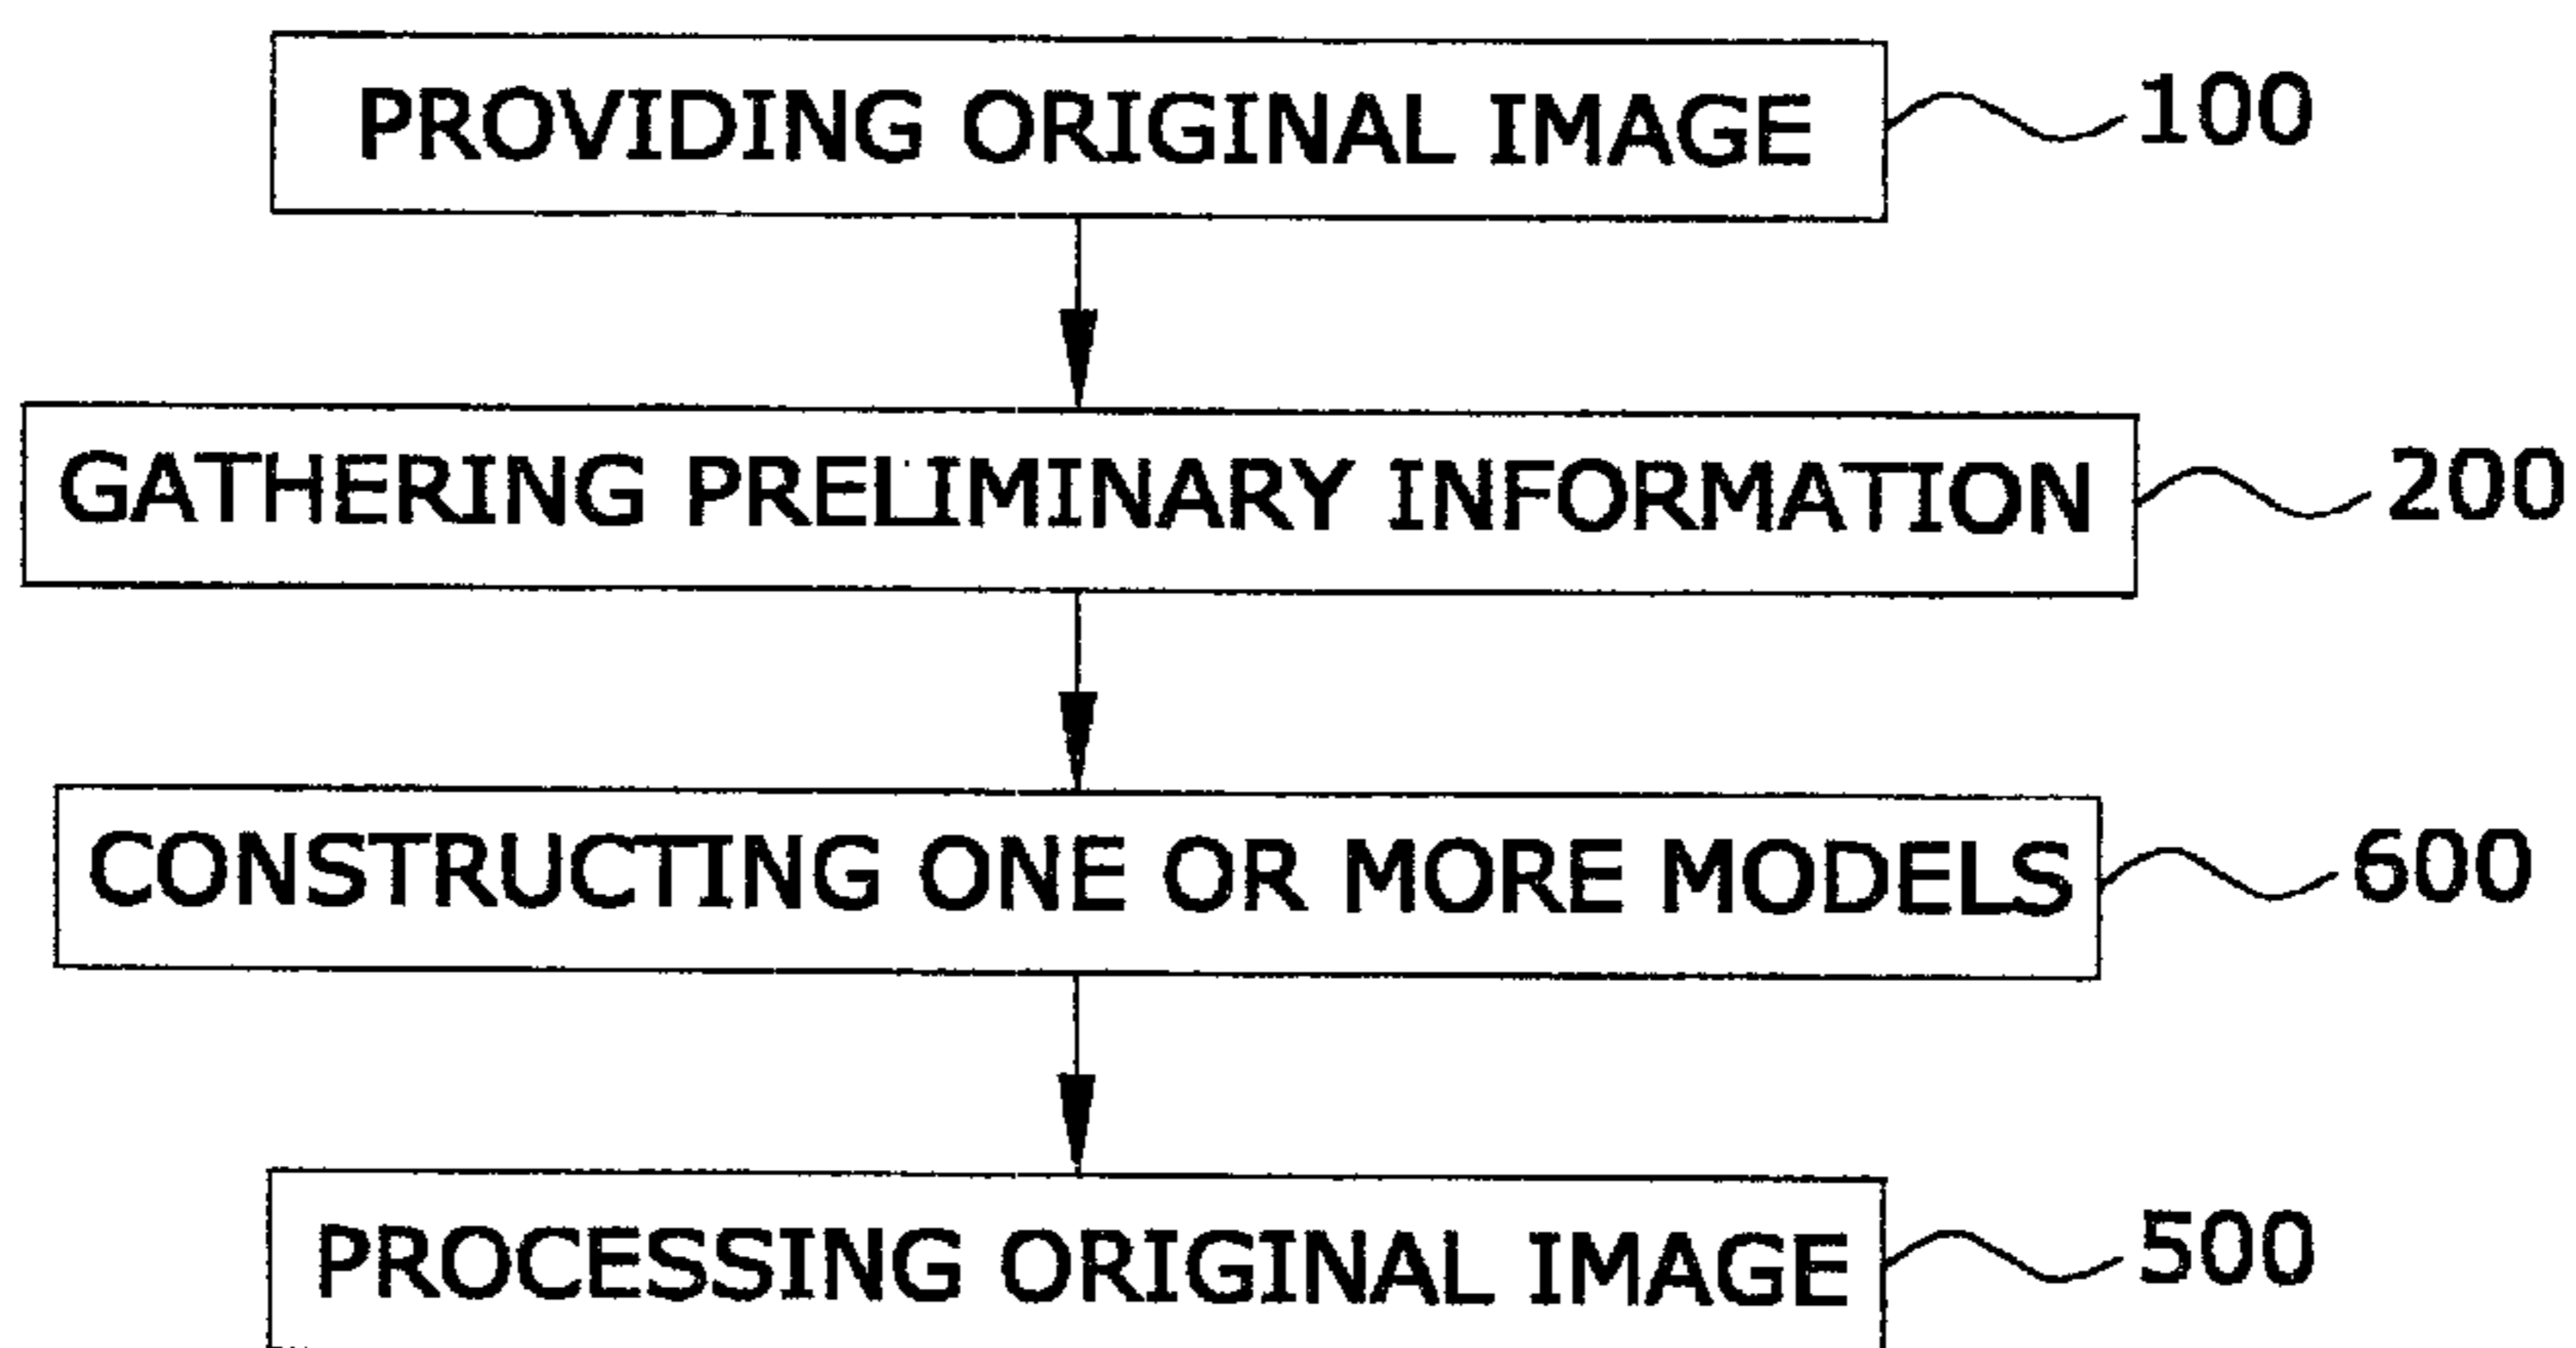 PROVIDING ORIGINAL IMAGE 100
GATHERING PRELIMINARY INFORMATION 200
CONSTRUCTING ONE OR MORE MODELS 600
PROCESSING ORIGINAL IMAGE 500